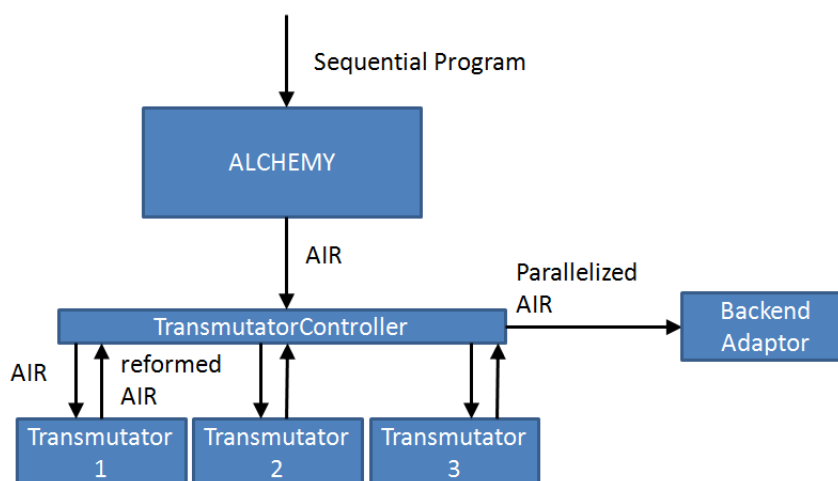 Sequential Program
ALCHEMY
AIR
Parallelized
AIR
TransmutatorController
Backend
Adaptor
AIR
reformed
AIR
Transmutator
1
Transmutator
2
Transmutator
3